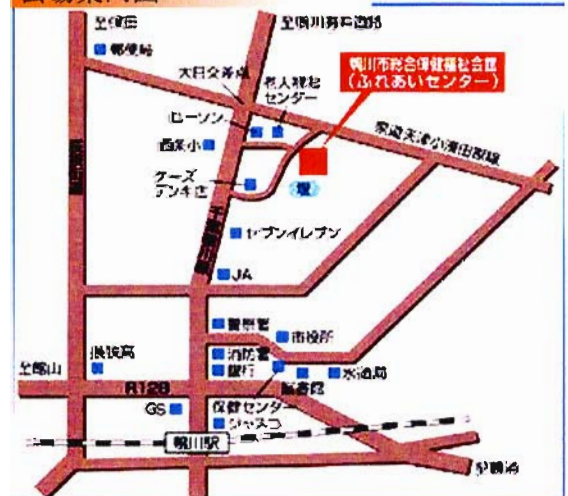 会場案内図
至保田
至鴨川有料道路
郵便局
大日交差点
鴨川市総合保健福祉会館
(ふれあいセンター)
老人福祉
センター
ローソン
西条小
県道天津小湊田原線
ケーズ
デンキ店
セブンイレブン
JA
警察署
市役所
長狭高
消防署
至館山
銀行
図書館
水道局
R128
GS
保健センター
ジャスコ
鴨川駅
至勝浦